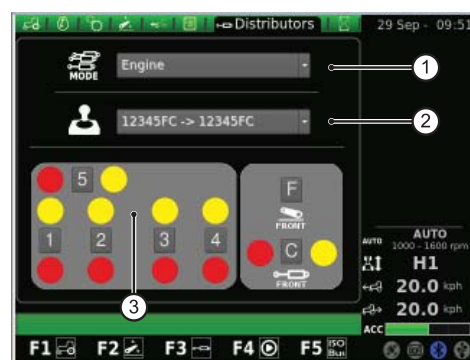 Distributors 29 Sep - 09:51
MODE Engine 1
12345FC -> 12345FC 2
5
F
FRONT
1 2 3 4
C
FRONT
3
AUTO AUTO
1000 - 1600 rpm
H1
20.0 kph
20.0 kph
ACC
F1 F2 F3 F4 F5 ISO
Bus